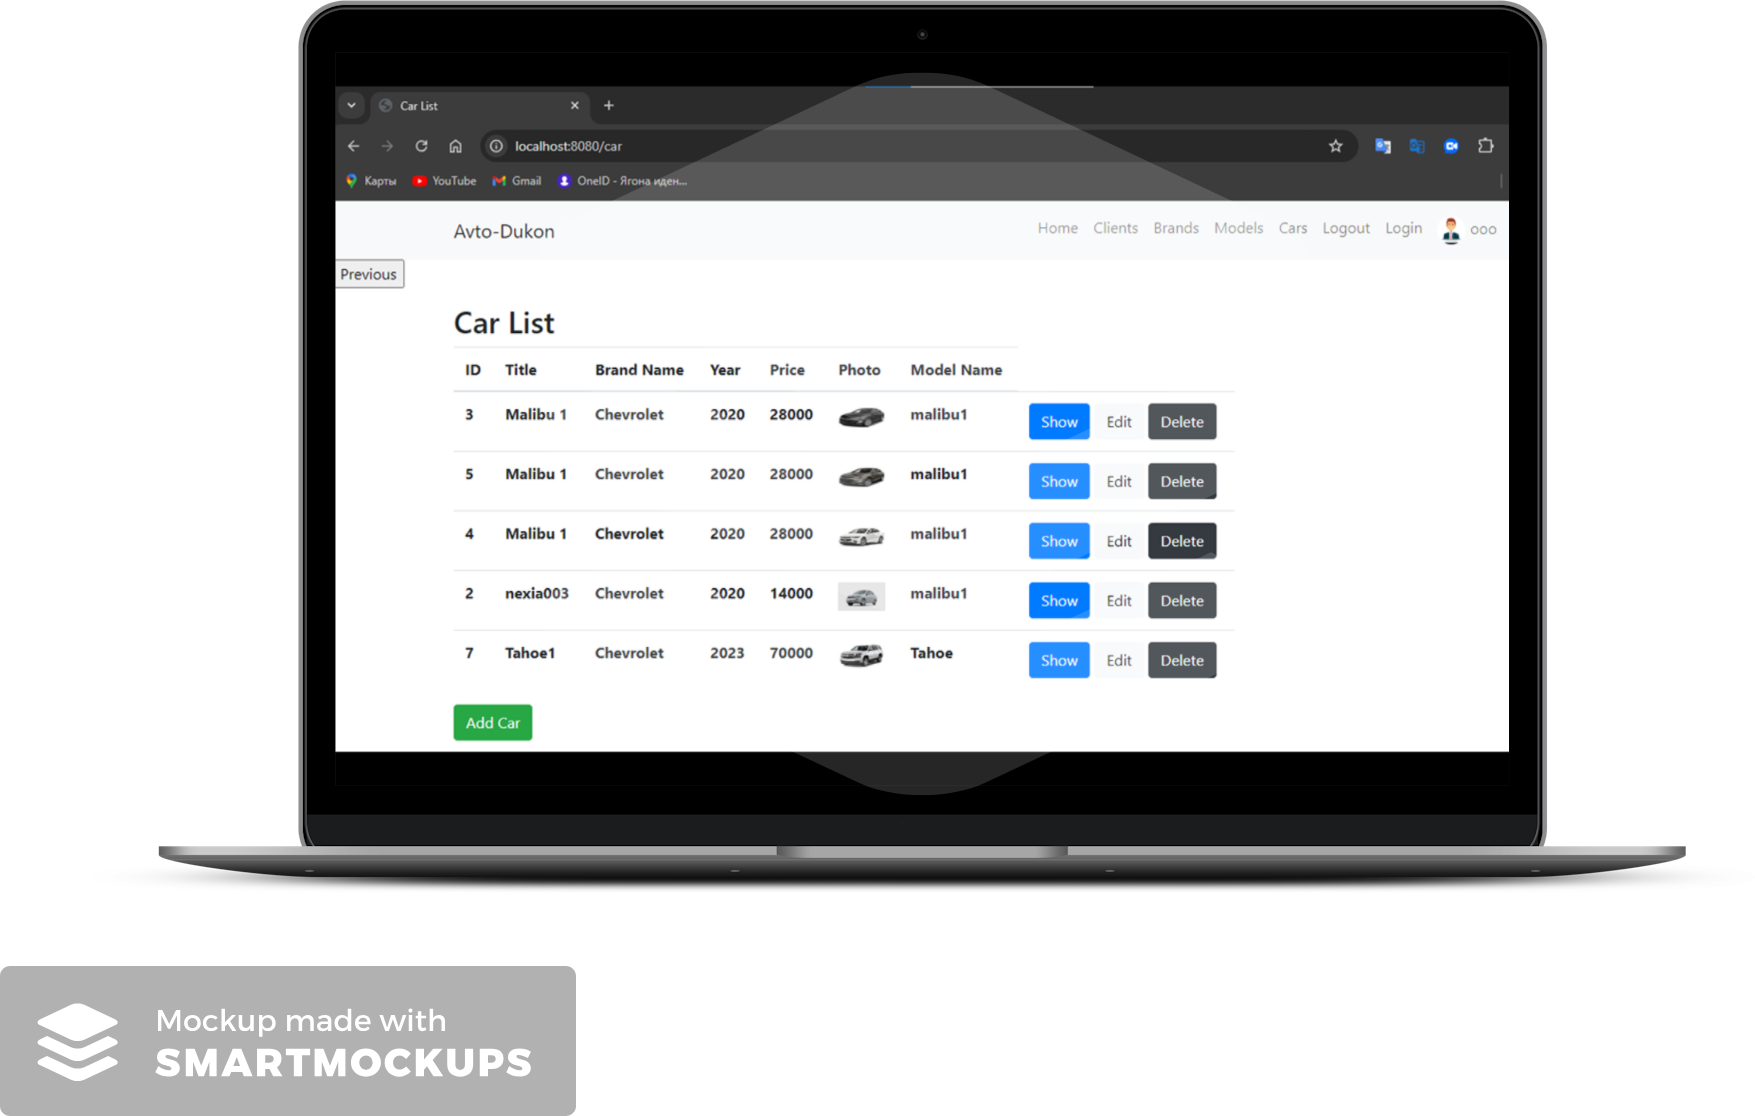 Car List
localhost:8080/car
Карты YouTube Gmail OneID - Ягона иден...
Avto-Dukon Home Clients Brands Models Cars Logout Login ooo
Previous
Car List
ID Title Brand Name Year Price Photo Model Name
3 Malibu 1 Chevrolet 2020 28000 malibu1 Show Edit Delete
5 Malibu 1 Chevrolet 2020 28000 malibu1 Show Edit Delete
4 Malibu 1 Chevrolet 2020 28000 malibu1 Show Edit Delete
2 nexia003 Chevrolet 2020 14000 malibu1 Show Edit Delete
7 Tahoe1 Chevrolet 2023 70000 Tahoe Show Edit Delete
Add Car
Mockup made with
SMARTMOCKUPS